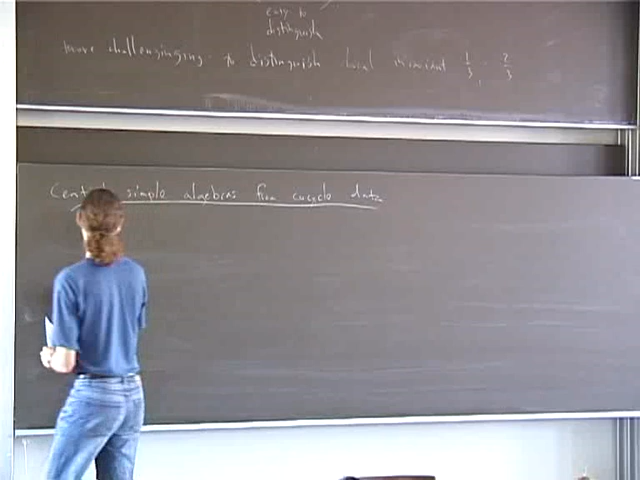 easy to
distinguish
more challenging to distinguish local invariant 1/3, 2/3
Central simple algebras from cocycle data